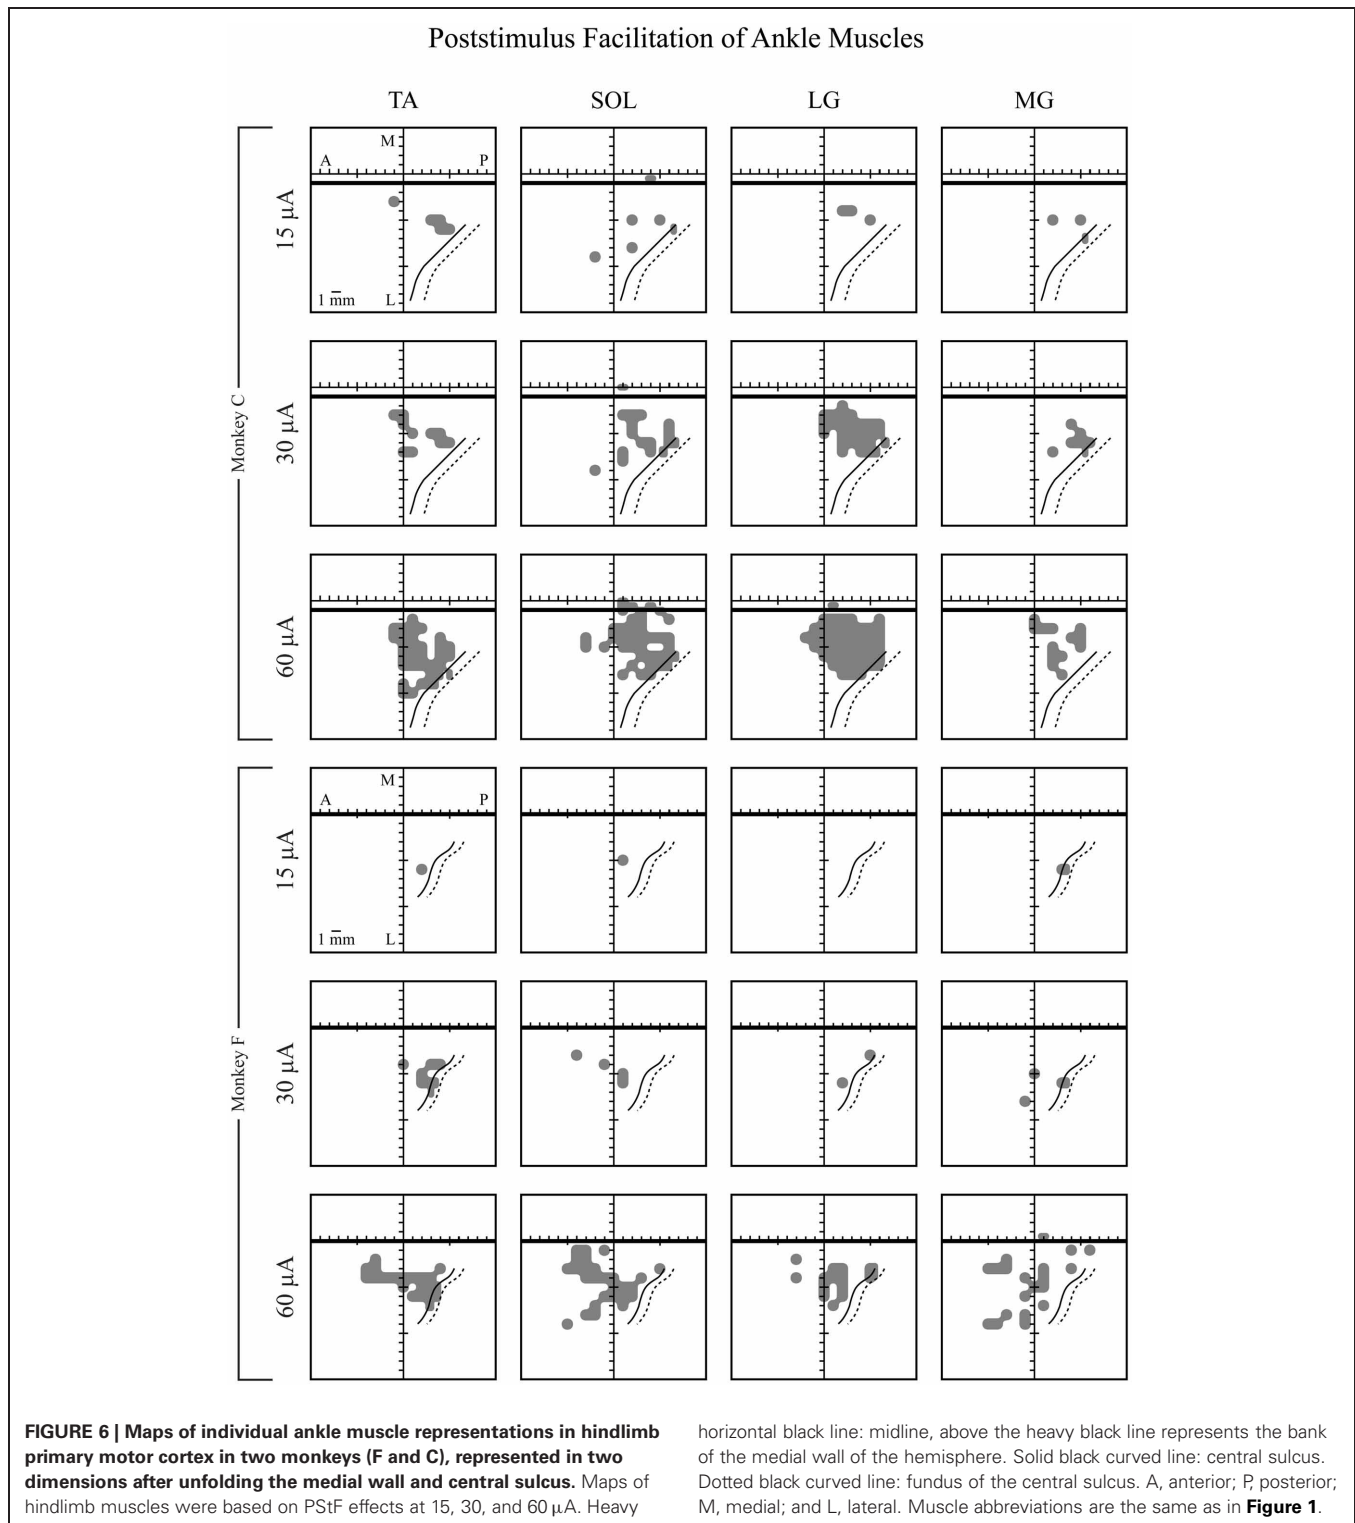 Poststimulus Facilitation of Ankle Muscles
TA SOL LG MG
Monkey C
15 µA
M
A P
1 mm L
30 µA
60 µA
Monkey F
15 µA
M
A P
1 mm L
30 µA
60 µA
FIGURE 6 | Maps of individual ankle muscle representations in hindlimb
primary motor cortex in two monkeys (F and C), represented in two
dimensions after unfolding the medial wall and central sulcus. Maps of
hindlimb muscles were based on PStF effects at 15, 30, and 60 µA. Heavy
horizontal black line: midline, above the heavy black line represents the bank
of the medial wall of the hemisphere. Solid black curved line: central sulcus.
Dotted black curved line: fundus of the central sulcus. A, anterior; P, posterior;
M, medial; and L, lateral. Muscle abbreviations are the same as in Figure 1.